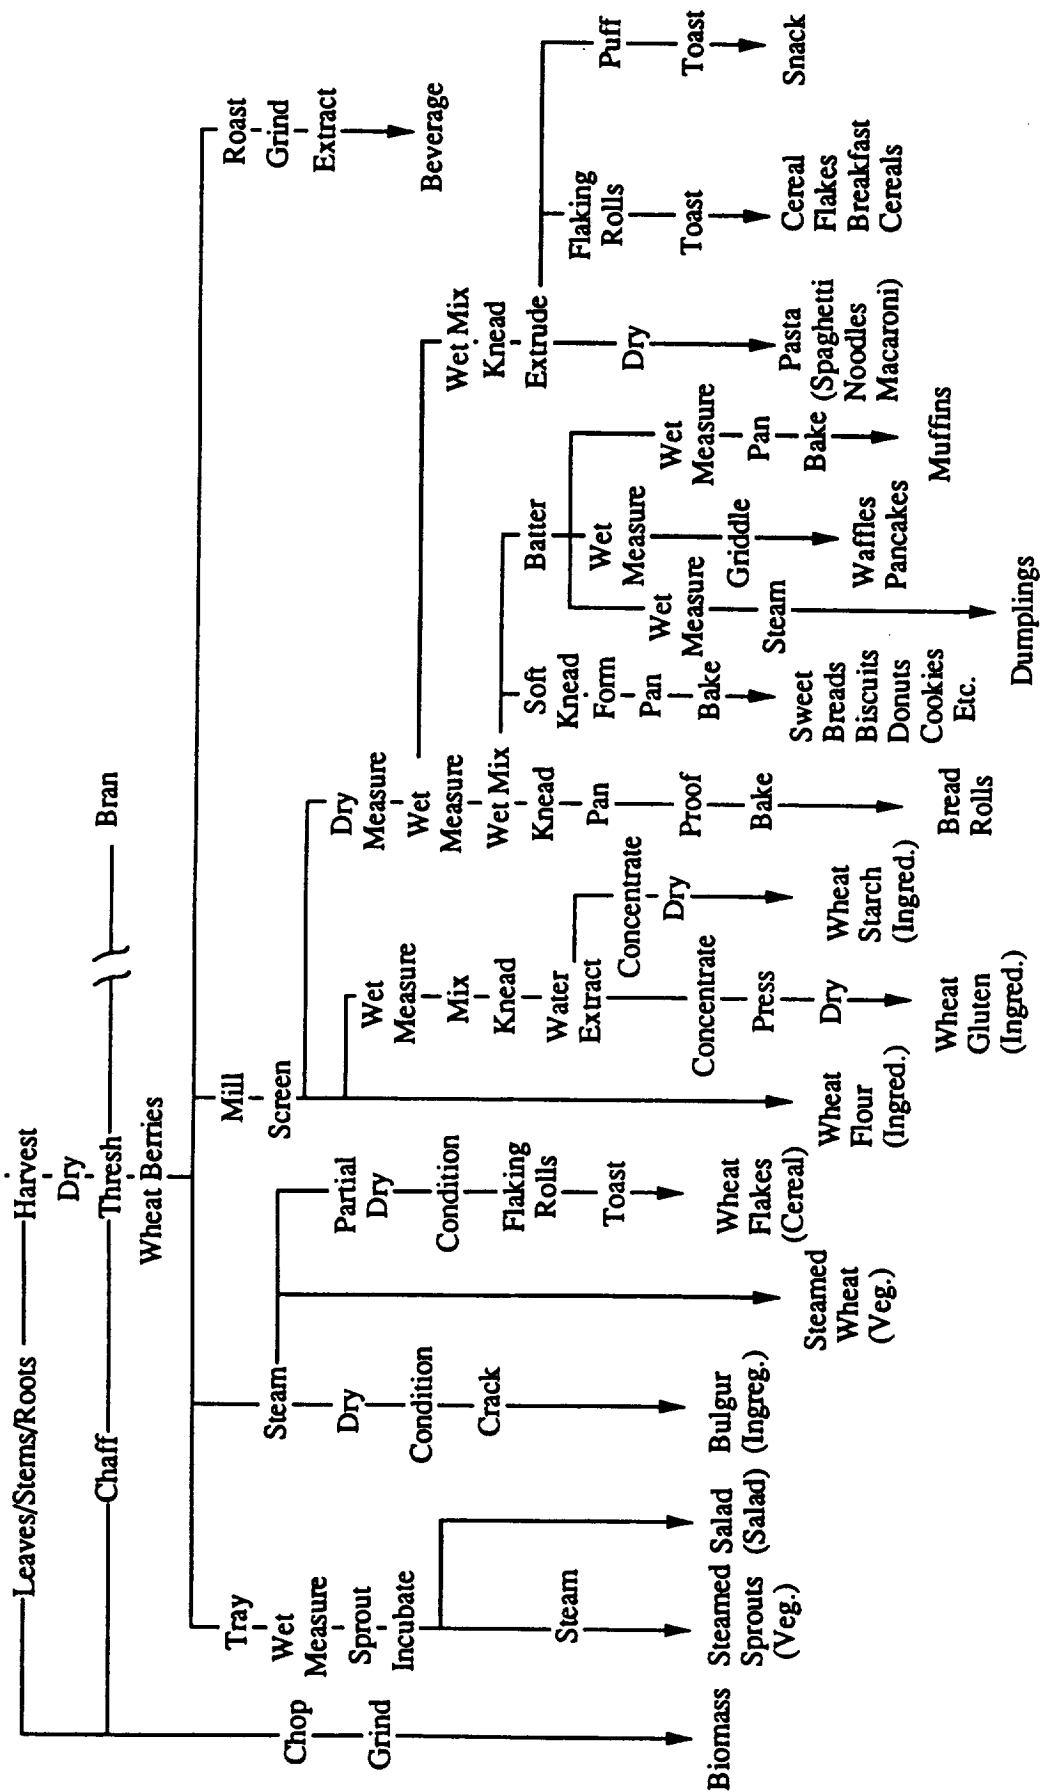 Leaves/Stems/Roots
Harvest
Dry
Chaff
Thresh
Bran
Wheat Berries
Chop
Grind
Biomass
Tray
Wet
Measure
Sprout
Incubate
Steam
Steamed
Sprouts
(Veg.)
Salad
(Salad)
Steam
Dry
Condition
Crack
Bulgur
(Ingreg.)
Steamed
Wheat
(Veg.)
Partial
Dry
Condition
Flaking
Rolls
Toast
Wheat
Flakes
(Cereal)
Mill
Screen
Wheat
Flour
(Ingred.)
Wet
Measure
Mix
Knead
Water
Extract
Concentrate
Press
Dry
Wheat
Gluten
(Ingred.)
Concentrate
Dry
Wheat
Starch
(Ingred.)
Dry
Measure
Wet
Measure
Wet Mix
Knead
Pan
Proof
Bake
Bread
Rolls
Soft
Knead
Form
Pan
Bake
Sweet
Breads
Biscuits
Donuts
Cookies
Etc.
Batter
Wet
Measure
Steam
Dumplings
Wet
Measure
Griddle
Waffles
Pancakes
Wet
Measure
Pan
Bake
Muffins
Wet Mix
Knead
Extrude
Dry
Pasta
(Spaghetti
Noodles
Macaroni)
Flaking
Rolls
Toast
Cereal
Flakes
Breakfast
Cereals
Puff
Toast
Snack
Roast
Grind
Extract
Beverage